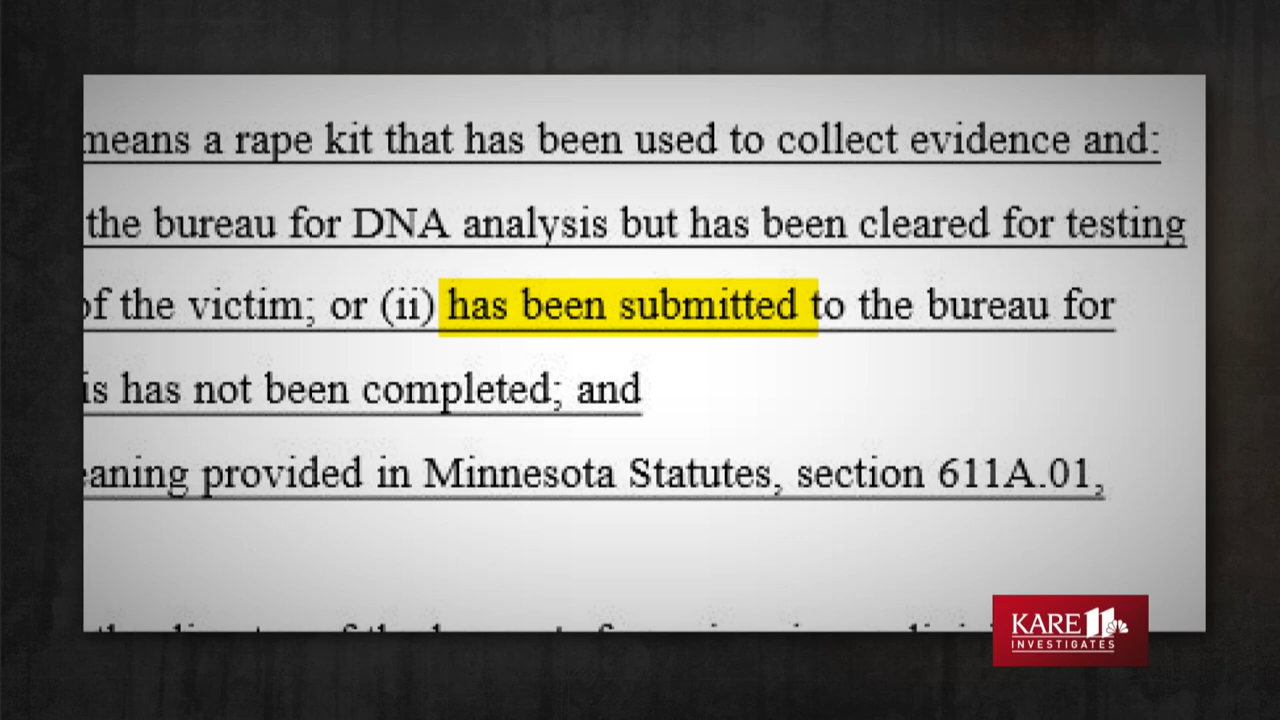 means a rape kit that has been used to collect evidence and:
the bureau for DNA analysis but has been cleared for testing
of the victim; or (ii) has been submitted to the bureau for
is has not been completed; and
eaning provided in Minnesota Statutes, section 611A.01,
KARE 11
INVESTIGATES